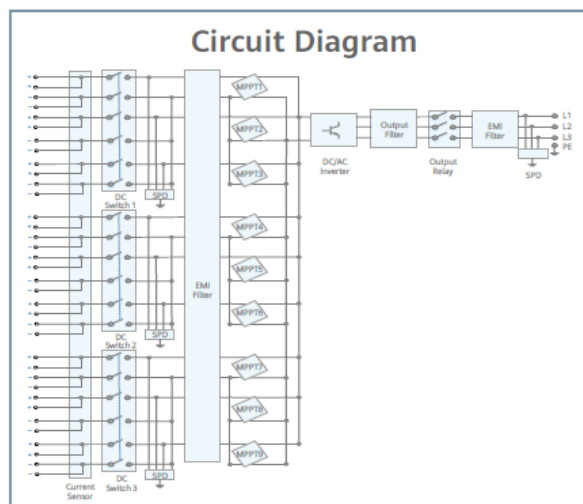 Circuit Diagram
MPPT1
MPPT2
MPPT3
MPPT4
MPPT5
MPPT6
MPPT7
MPPT8
MPPT9
EMI
Filter
DC
Switch 1
SPD
DC
Switch 2
SPD
DC
Switch 3
SPD
Current
Sensor
DC/AC
Inverter
Output
Filter
Output
Relay
EMI
Filter
SPD
L1
L2
L3
PE